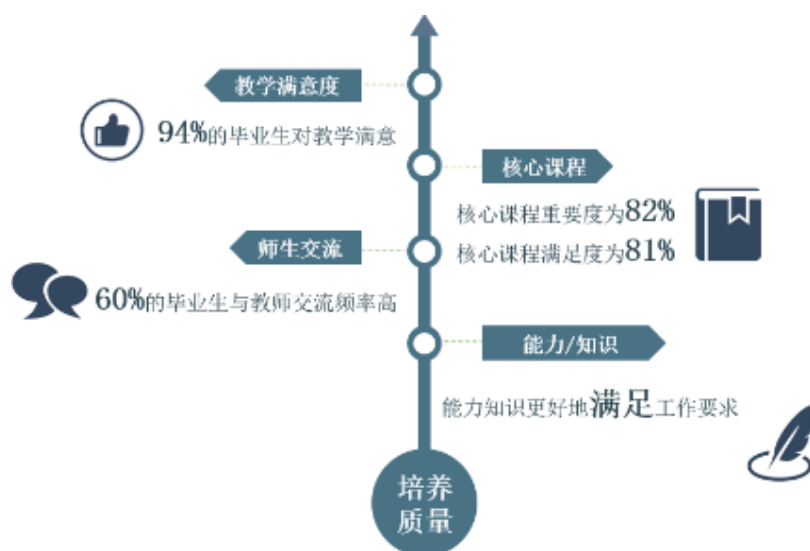 教学满意度
94%的毕业生对教学满意
核心课程
核心课程重要度为82%
核心课程满足度为81%
师生交流
60%的毕业生与教师交流频率高
能力/知识
能力知识更好地满足工作要求
培养
质量